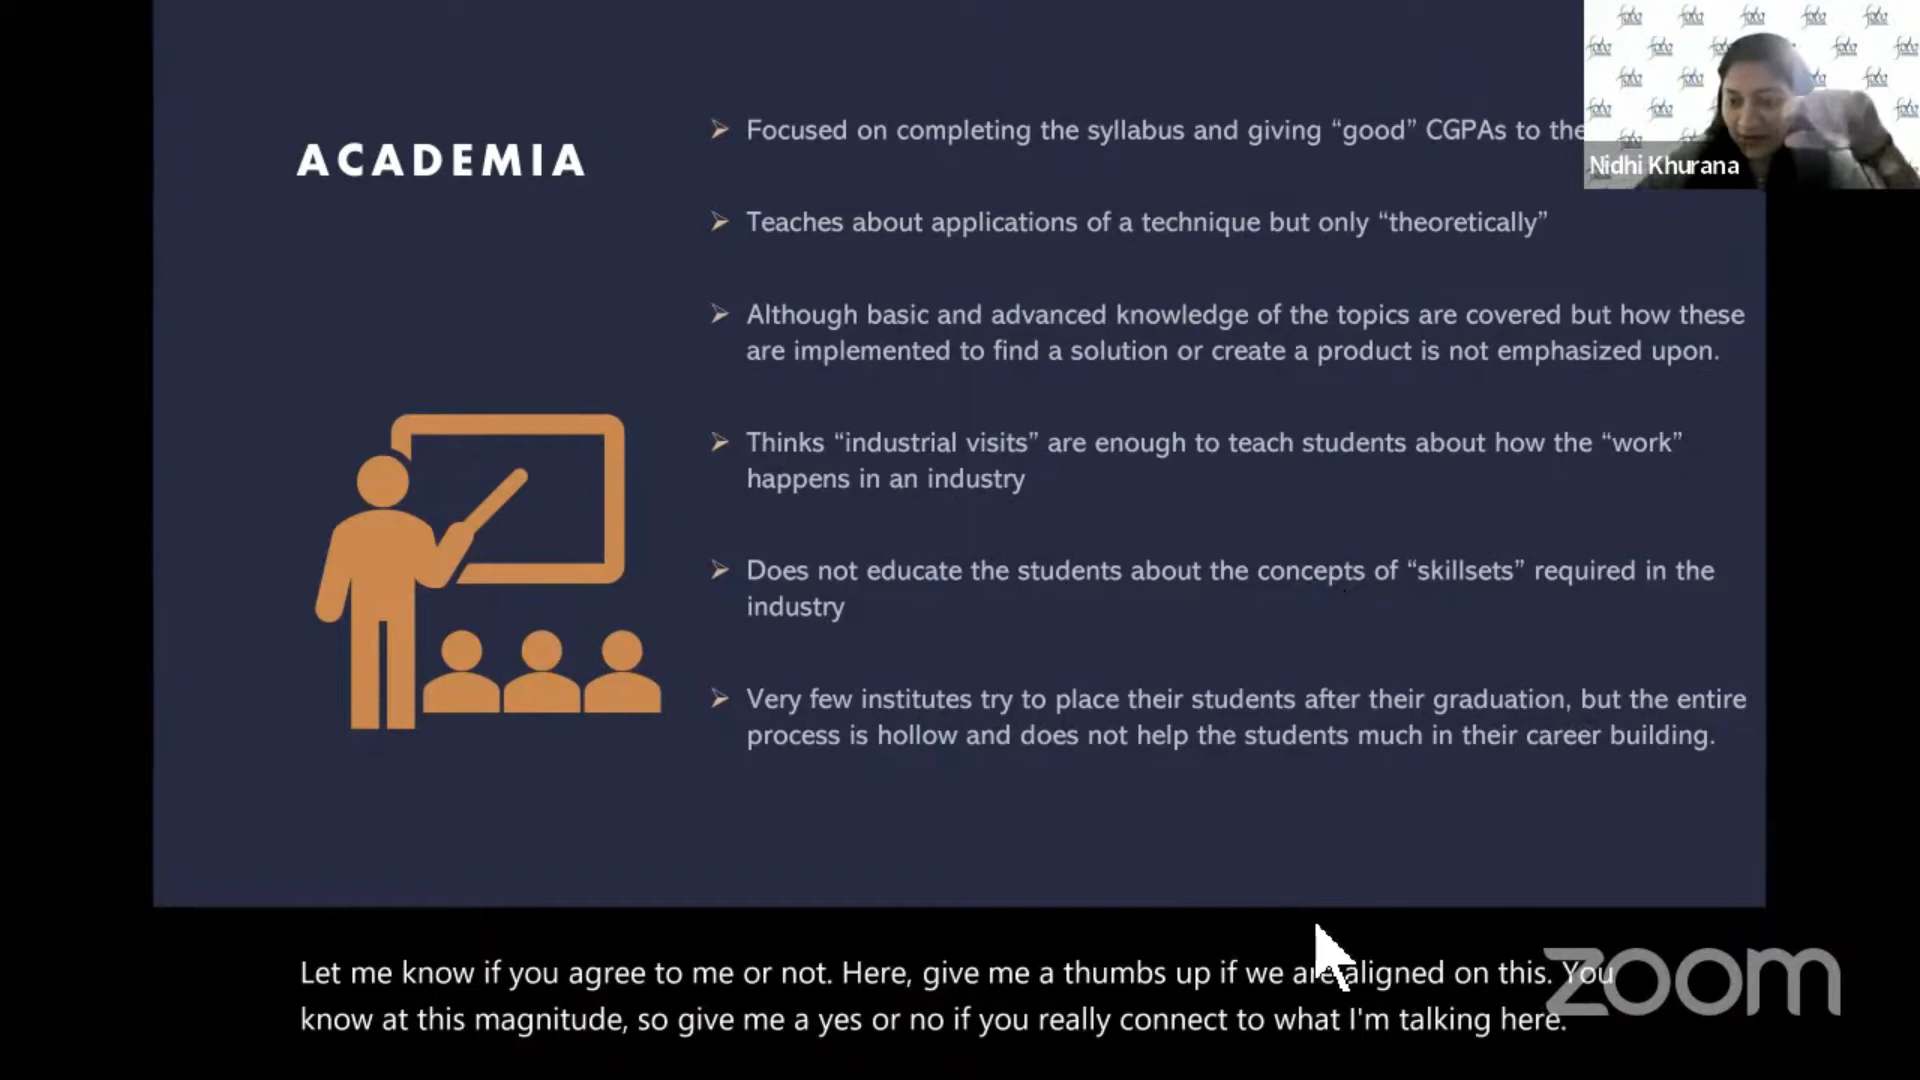 ACADEMIA
Focused on completing the syllabus and giving “good” CGPAs to the
Teaches about applications of a technique but only “theoretically”
Although basic and advanced knowledge of the topics are covered but how these
are implemented to find a solution or create a product is not emphasized upon.
Thinks “industrial visits” are enough to teach students about how the “work”
happens in an industry
Does not educate the students about the concepts of “skillsets” required in the
industry
Very few institutes try to place their students after their graduation, but the entire
process is hollow and does not help the students much in their career building.
Nidhi Khurana
Let me know if you agree to me or not. Here, give me a thumbs up if we are aligned on this. You
know at this magnitude, so give me a yes or no if you really connect to what I'm talking here.
zoom